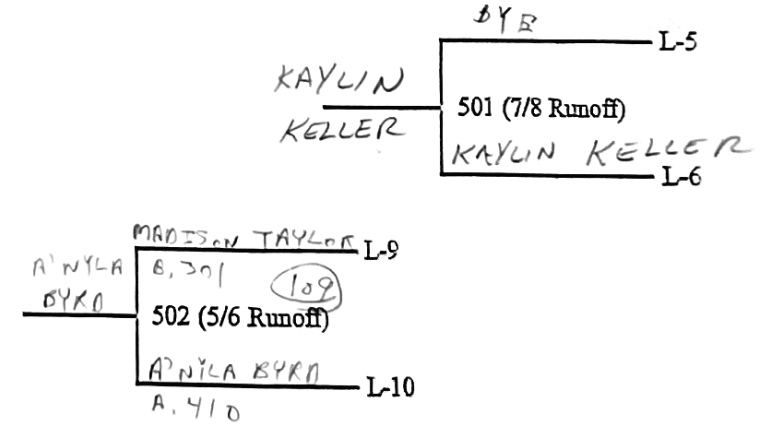 BYE
L-5
KAYLIN
KELLER
501 (7/8 Runoff)
KAYLIN KELLER
L-6
MADISON TAYLOR
L-9
A'NYLA
BYRD
B, 301
109
502 (5/6 Runoff)
A'NYLA BYRD
L-10
A, 410